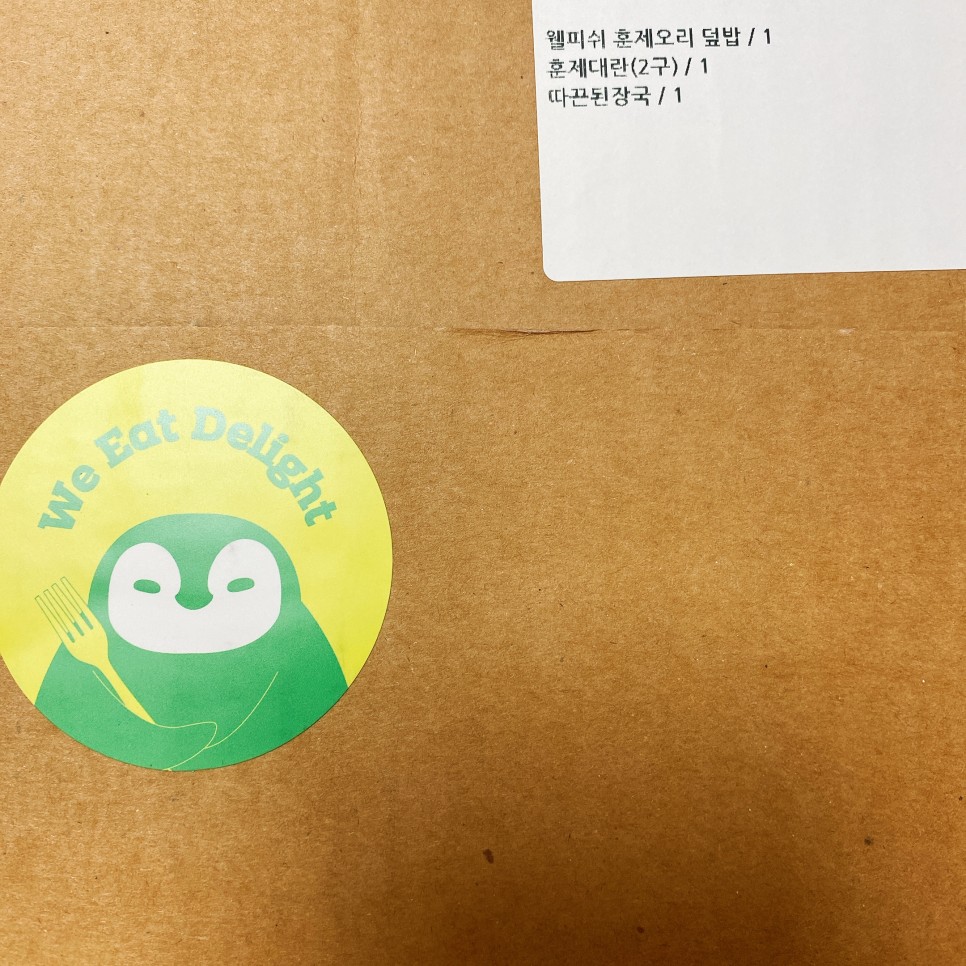 웰피쉬 훈제오리 덮밥 / 1
훈제대란(2구) / 1
따끈된장국 / 1
We Eat Delight